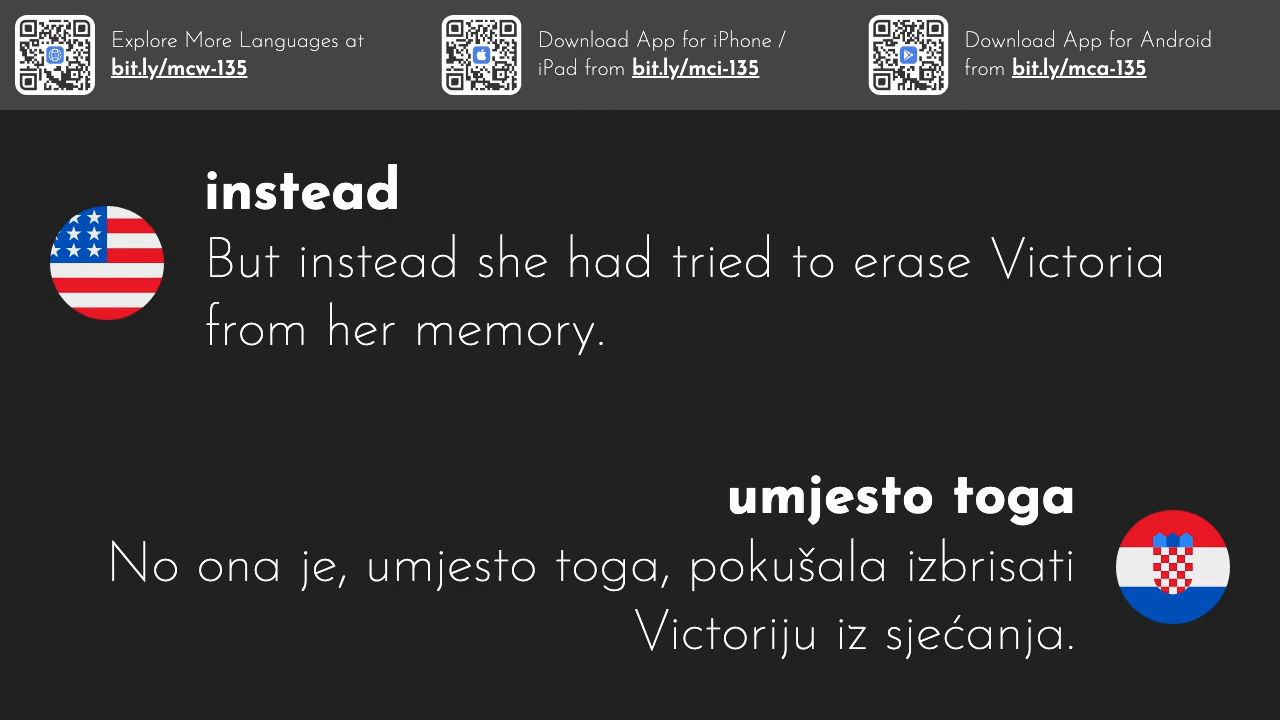 Explore More Languages at
bit.ly/mcw-135
Download App for iPhone /
iPad from bit.ly/mci-135
Download App for Android
from bit.ly/mca-135
instead
But instead she had tried to erase Victoria
from her memory.
umjesto toga
No ona je, umjesto toga, pokušala izbrisati
Victoriju iz sjećanja.